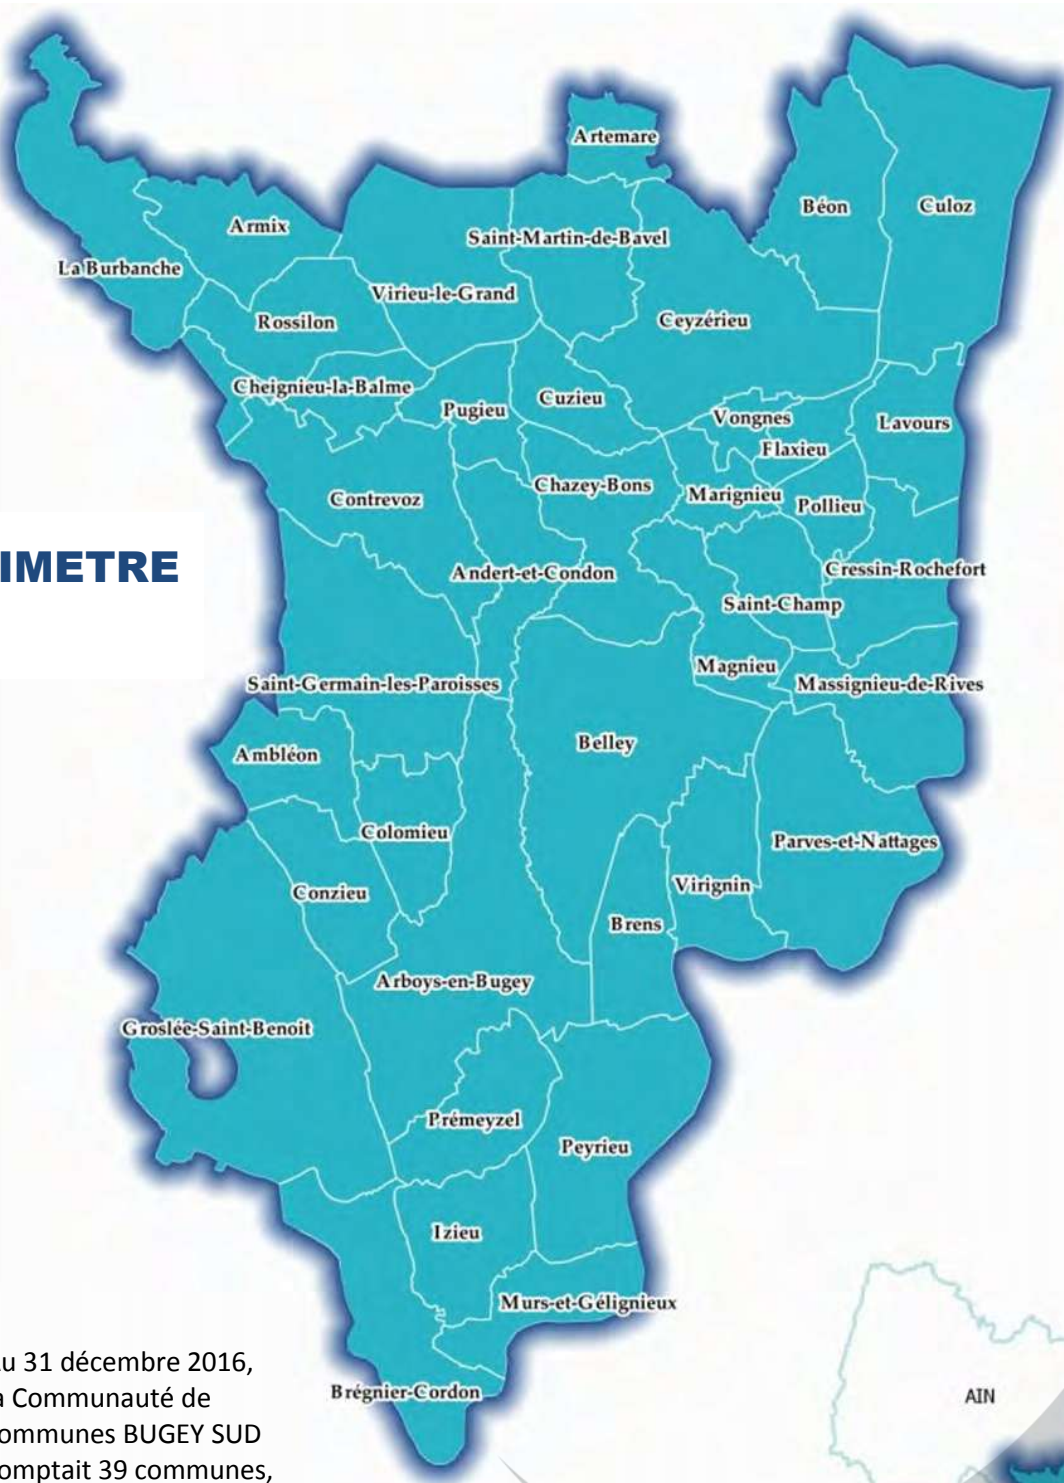 Artemare
Béon
Culoz
Armix
Saint-Martin-de-Bavel
La Burbanche
Virieu-le-Grand
Rossilon
Ceyzérieu
Cheignieu-la-Balme
Cuzieu
Pugieu
Vongnes
Lavours
Flaxieu
Chazey-Bons
Marignieu
Contrevoz
Pollieu
IMETRE
Andert-et-Condon
Cressin-Rochefort
Saint-Champ
Magnieu
Saint-Germain-les-Paroisses
Massignieu-de-Rives
Belley
Ambléon
Colomieu
Parves-et-Nattages
Virignin
Conzieu
Brens
Arboys-en-Bugey
Groslée-Saint-Benoit
Prémeyzel
Peyrieu
Izieu
Murs-et-Gélignieux
Brégnier-Cordon
u 31 décembre 2016,
a Communauté de
ommunes BUGEY SUD
omptait 39 communes,
AIN